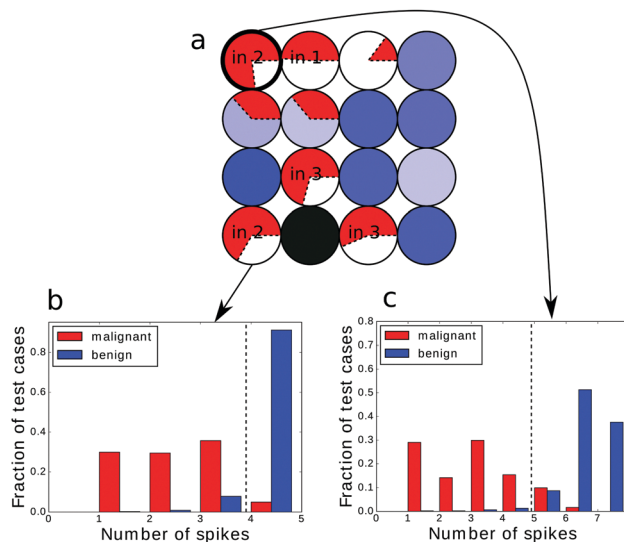 a
in 2
in 1
in 3
in 2
in 3
b
malignant
benign
Fraction of test cases
0.8
0.6
0.4
0.2
0.0
0 1 2 3 4 5
Number of spikes
c
malignant
benign
Fraction of test cases
0.8
0.7
0.6
0.5
0.4
0.3
0.2
0.1
0.0
0 1 2 3 4 5 6 7
Number of spikes